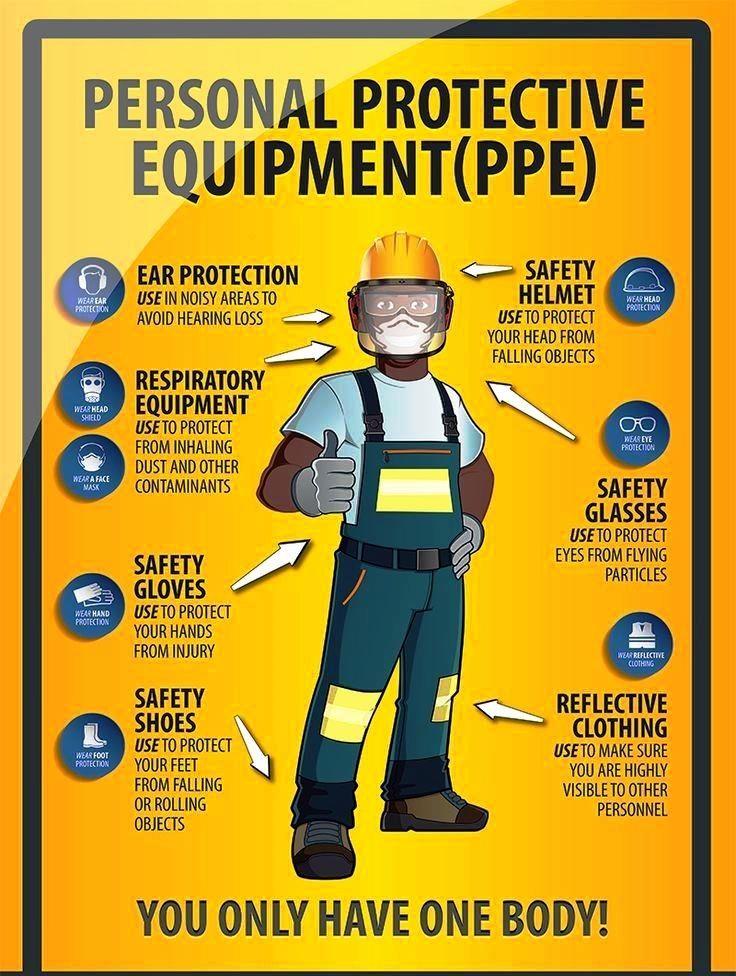 PERSONAL PROTECTIVE
EQUIPMENT(PPE)
WEAR EAR
PROTECTION
EAR PROTECTION
USE IN NOISY AREAS TO
AVOID HEARING LOSS
WEAR HEAD
SHIELD
WEAR A FACE
MASK
RESPIRATORY
EQUIPMENT
USE TO PROTECT
FROM INHALING
DUST AND OTHER
CONTAMINANTS
WEAR HAND
PROTECTION
SAFETY
GLOVES
USE TO PROTECT
YOUR HANDS
FROM INJURY
WEAR FOOT
PROTECTION
SAFETY
SHOES
USE TO PROTECT
YOUR FEET
FROM FALLING
OR ROLLING
OBJECTS
SAFETY
HELMET
USE TO PROTECT
YOUR HEAD FROM
FALLING OBJECTS
WEAR HEAD
PROTECTION
WEAR EYE
PROTECTION
SAFETY
GLASSES
USE TO PROTECT
EYES FROM FLYING
PARTICLES
WEAR REFLECTIVE
CLOTHING
REFLECTIVE
CLOTHING
USE TO MAKE SURE
YOU ARE HIGHLY
VISIBLE TO OTHER
PERSONNEL
YOU ONLY HAVE ONE BODY!